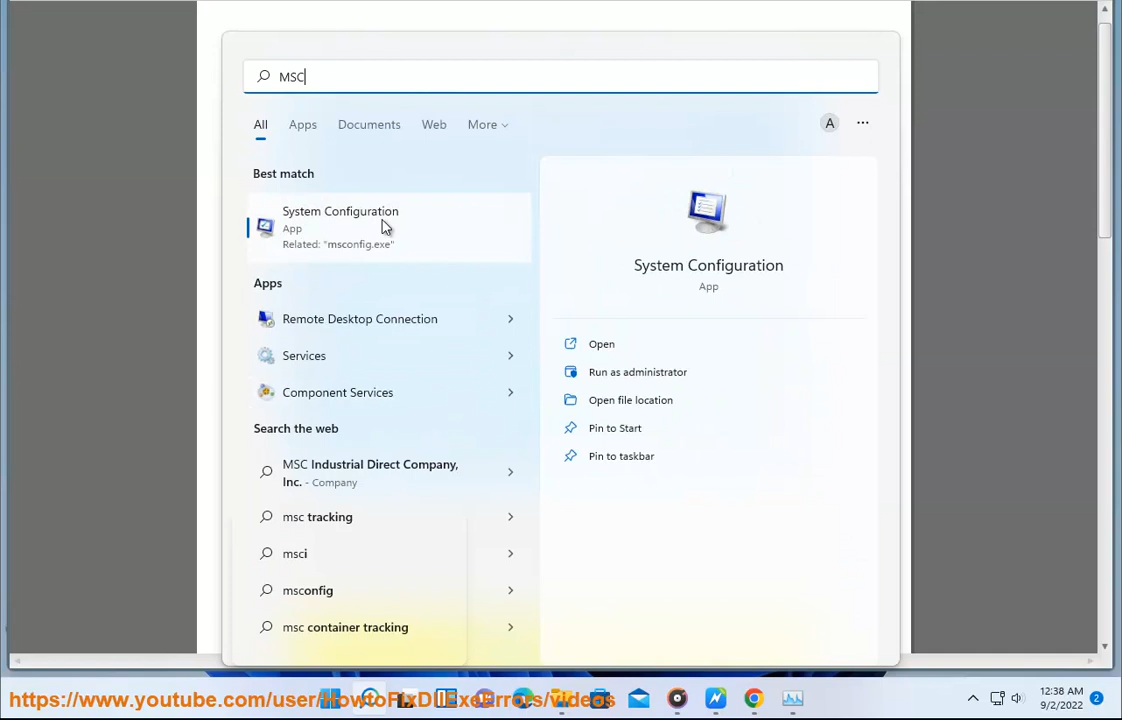 MSC
All Apps Documents Web More
A ...
Best match
System Configuration
App
Related: "msconfig.exe"
System Configuration
App
Apps
Remote Desktop Connection
Services
Component Services
Open
Run as administrator
Open file location
Pin to Start
Pin to taskbar
Search the web
MSC Industrial Direct Company,
Inc. - Company
msc tracking
msci
msconfig
msc container tracking
https://www.youtube.com/user/HowtoFixDllExeErrors/videos
12:38 AM
9/2/2022
2